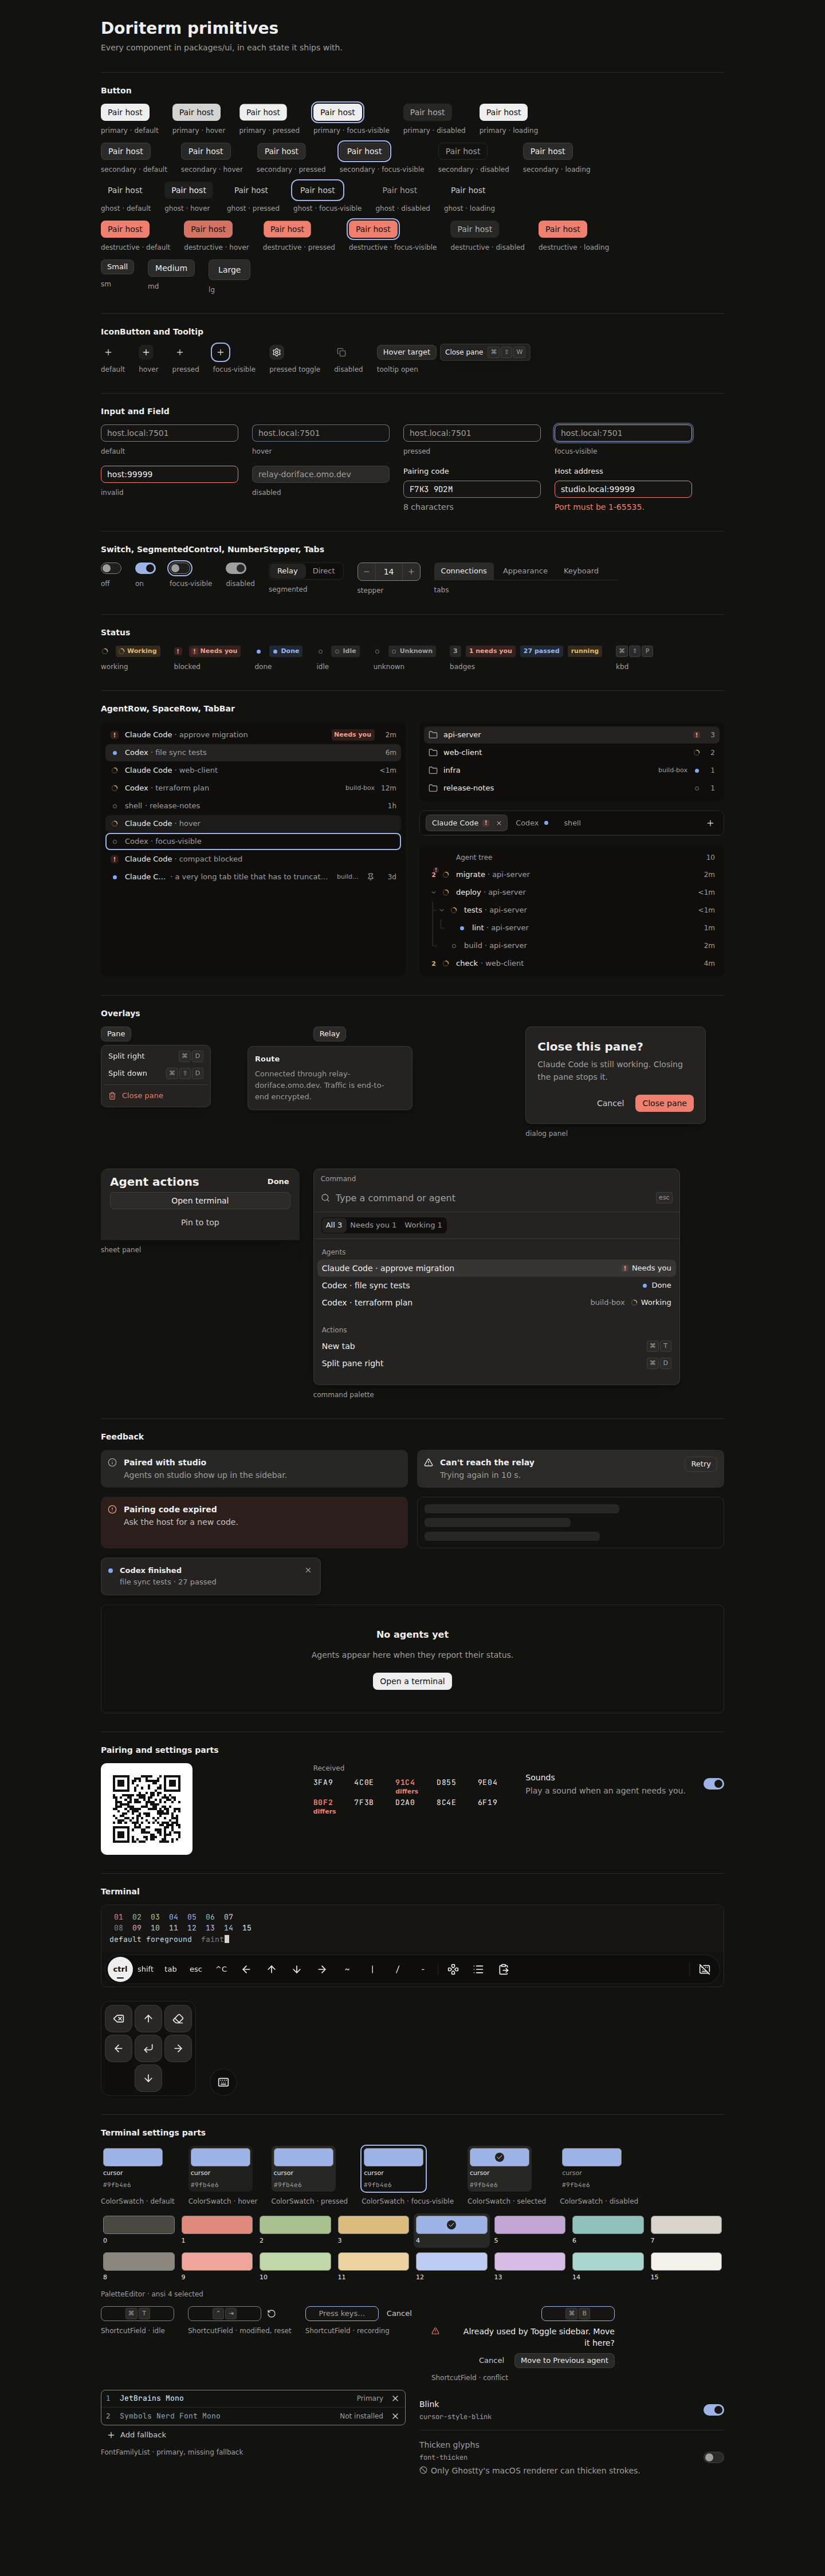 Doriterm primitives
Every component in packages/ui, in each state it ships with.
Button
Pair host Pair host Pair host Pair host Pair host Pair host
primary · default primary · hover primary · pressed primary · focus-visible primary · disabled primary · loading
Pair host Pair host Pair host Pair host Pair host Pair host
secondary · default secondary · hover secondary · pressed secondary · focus-visible secondary · disabled secondary · loading
Pair host Pair host Pair host Pair host Pair host Pair host
ghost · default ghost · hover ghost · pressed ghost · focus-visible ghost · disabled ghost · loading
Pair host Pair host Pair host Pair host Pair host Pair host
destructive · default destructive · hover destructive · pressed destructive · focus-visible destructive · disabled destructive · loading
Small Medium Large
sm md lg
IconButton and Tooltip
Hover target Close pane ⌘ ⇧ W
default hover pressed focus-visible pressed toggle disabled tooltip open
Input and Field
host.local:7501 host.local:7501 host.local:7501 host.local:7501
default hover pressed focus-visible
host:99999 relay-doriforme.omo.dev Pairing code Host address
invalid disabled F7K3 9D2M studio.local:99999
8 characters Port must be 1-65535.
Switch, SegmentedControl, NumberStepper, Tabs
Relay Direct − 14 + Connections Appearance Keyboard
off on focus-visible disabled segmented stepper tabs
Status
Working ! ! Needs you Done Idle Unknown 3 1 needs you 27 passed running ⌘ ⇧ P
working blocked done idle unknown badges kbd
AgentRow, SpaceRow, TabBar
! Claude Code · approve migration Needs you 2m
Codex · file sync tests 6m
Claude Code · web-client <1m
Codex · terraform plan build-box 12m
shell · release-notes 1h
Claude Code · hover
Codex · focus-visible
! Claude Code · compact blocked
Claude C... · a very long tab title that has to truncat... build... 3d
api-server ! 3
web-client 2
infra build-box 1
release-notes 1
Claude Code ! × Codex shell +
Agent tree 10
2 ! migrate · api-server 2m
deploy · api-server <1m
tests · api-server <1m
lint · api-server 1m
build · api-server 2m
2 check · web-client 4m
Overlays
Pane
Split right ⌘ D
Split down ⌘ ⇧ D
Close pane
Relay
Route
Connected through relay-
doriforme.omo.dev. Traffic is end-to-
end encrypted.
Close this pane?
Claude Code is still working. Closing
the pane stops it.
Cancel Close pane
dialog panel
Agent actions Done
Open terminal
Pin to top
sheet panel
Command
Type a command or agent esc
All 3 Needs you 1 Working 1
Agents
Claude Code · approve migration ! Needs you
Codex · file sync tests Done
Codex · terraform plan build-box Working
Actions
New tab ⌘ T
Split pane right ⌘ D
command palette
Feedback
Paired with studio
Agents on studio show up in the sidebar.
Can't reach the relay
Trying again in 10 s.
Retry
Pairing code expired
Ask the host for a new code.
Codex finished
file sync tests · 27 passed
No agents yet
Agents appear here when they report their status.
Open a terminal
Pairing and settings parts
Received
3FA9 4C0E 91C4 D855 9E04
differs
B0F2 7F3B D2A0 8C4E 6F19
differs
Sounds
Play a sound when an agent needs you.
Terminal
01 02 03 04 05 06 07
08 09 10 11 12 13 14 15
default foreground faint
ctrl shift tab esc ^C ← ↑ ↓ → ~ | / -
Terminal settings parts
cursor cursor cursor cursor cursor cursor
#9fb4e6 #9fb4e6 #9fb4e6 #9fb4e6 #9fb4e6 #9fb4e6
ColorSwatch · default ColorSwatch · hover ColorSwatch · pressed ColorSwatch · focus-visible ColorSwatch · selected ColorSwatch · disabled
0 1 2 3 4 5 6 7
8 9 10 11 12 13 14 15
PaletteEditor · ansi 4 selected
⌘ T ⌃ ⇥ Press keys... Cancel ⌘ B
ShortcutField · idle ShortcutField · modified, reset ShortcutField · recording
Already used by Toggle sidebar. Move
it here?
Cancel Move to Previous agent
ShortcutField · conflict
1 JetBrains Mono Primary
2 Symbols Nerd Font Mono Not installed
Add fallback
FontFamilyList · primary, missing fallback
Blink
cursor-style-blink
Thicken glyphs
font-thicken
Only Ghostty's macOS renderer can thicken strokes.